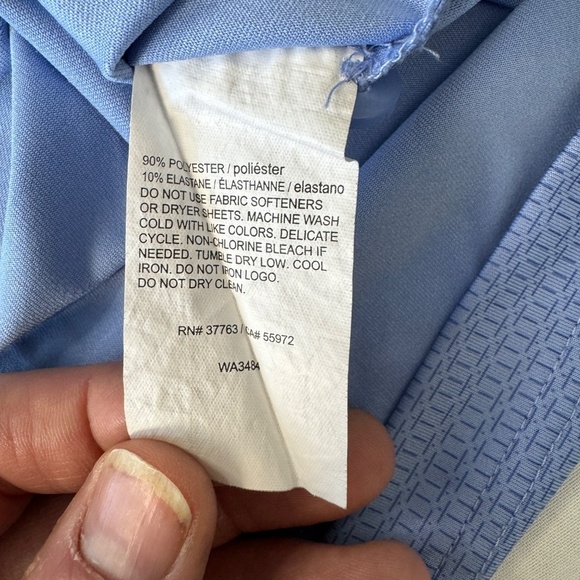 90% POLYESTER / poliéster
10% ELASTANE / ÉLASTHANNE / elastano
DO NOT USE FABRIC SOFTENERS
OR DRYER SHEETS. MACHINE WASH
COLD WITH LIKE COLORS. DELICATE
CYCLE. NON-CHLORINE BLEACH IF
NEEDED. TUMBLE DRY LOW. COOL
IRON. DO NOT IRON LOGO.
DO NOT DRY CLEAN.
RN# 37763 / CA# 55972
WA3484